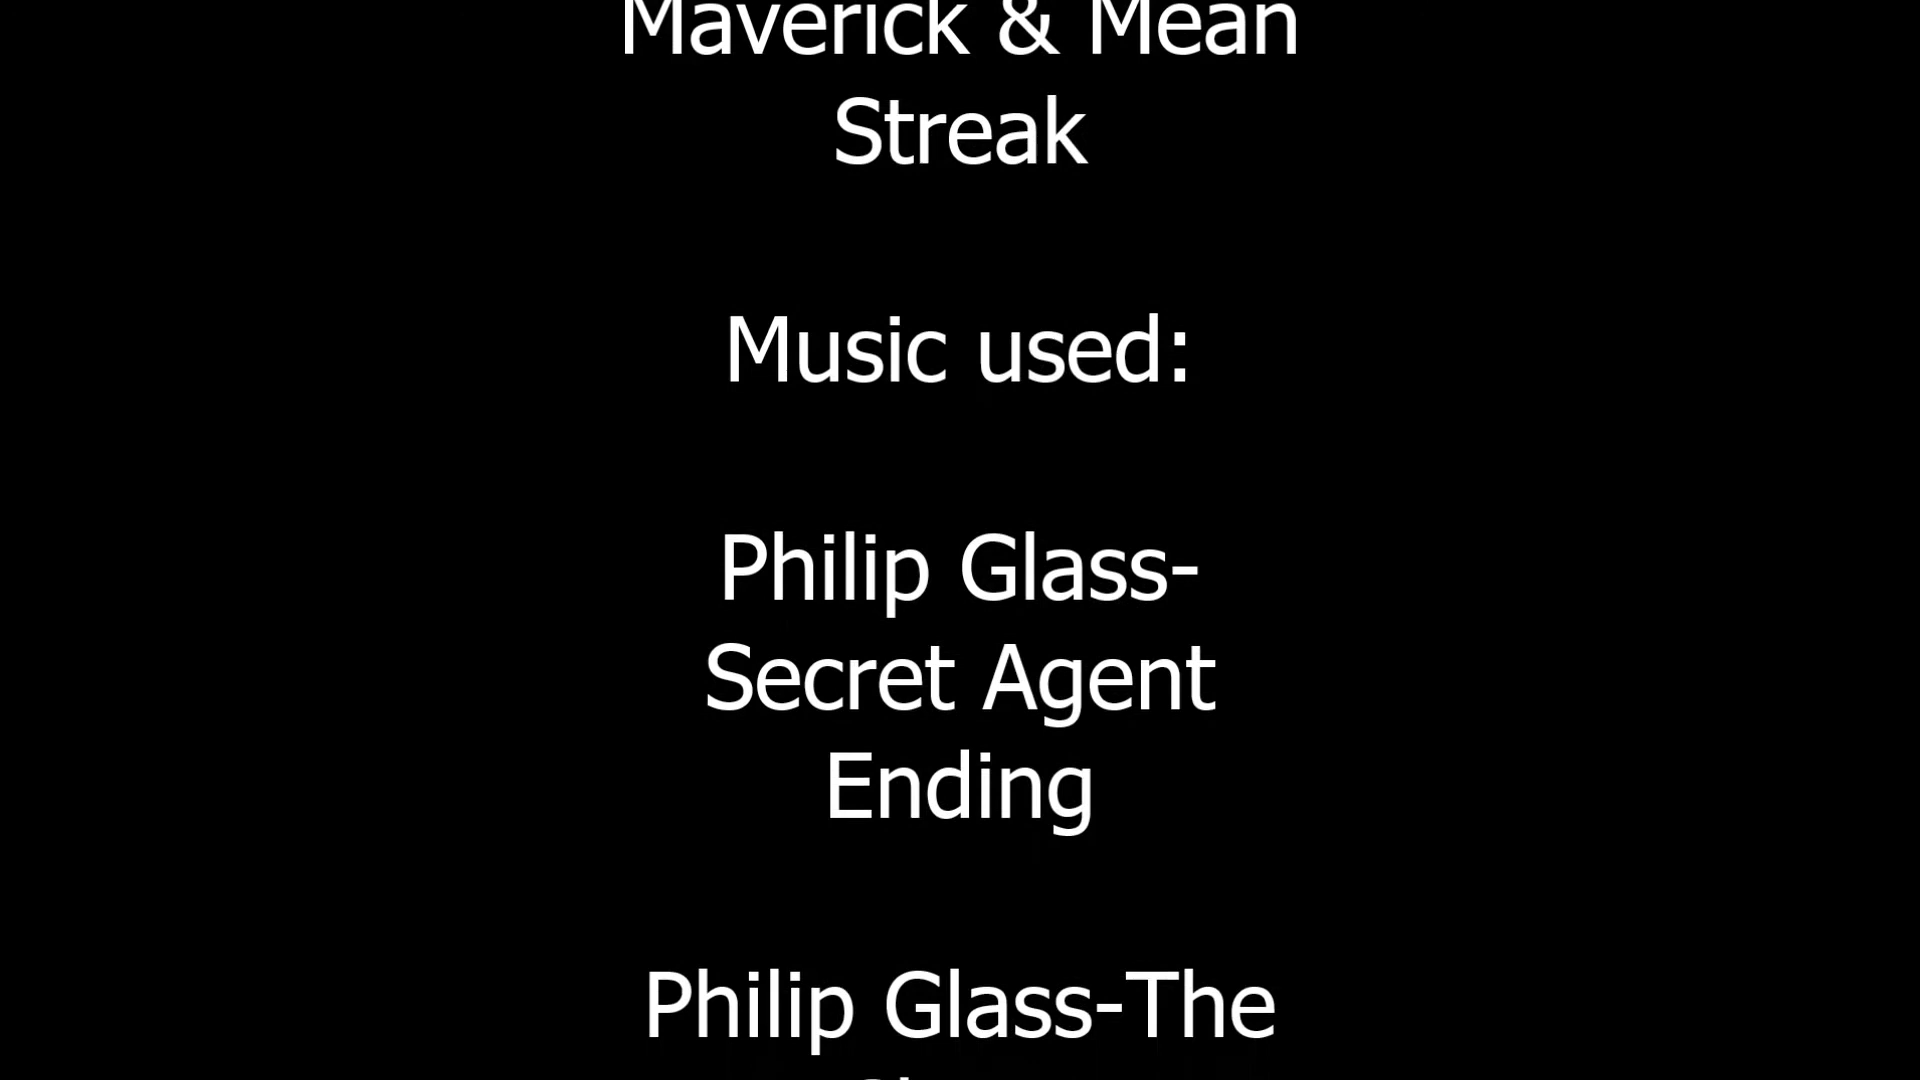 Maverick & Mean
Streak
Music used:
Philip Glass-
Secret Agent
Ending
Philip Glass-The